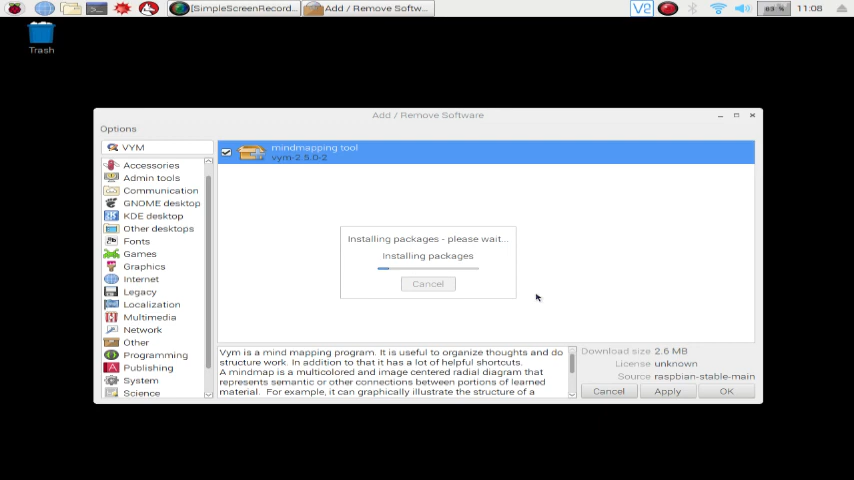 [SimpleScreenRecord...
Add / Remove Softw...
V2
83 %
11:08
Trash
Add / Remove Software
Options
VYM
Accessories
Admin tools
Communication
GNOME desktop
KDE desktop
Other desktops
Fonts
Games
Graphics
Internet
Legacy
Localization
Multimedia
Network
Other
Programming
Publishing
System
Science
mindmapping tool
vym-2.5.0-2
Installing packages - please wait...
Installing packages
Cancel
Vym is a mind mapping program. It is useful to organize thoughts and do
structure work. In addition to that it has a lot of helpful shortcuts.
A mindmap is a multicolored and image centered radial diagram that
represents semantic or other connections between portions of learned
material.  For example, it can graphically illustrate the structure of a
Download size 2.6 MB
License unknown
Source raspbian-stable-main
Cancel
Apply
OK